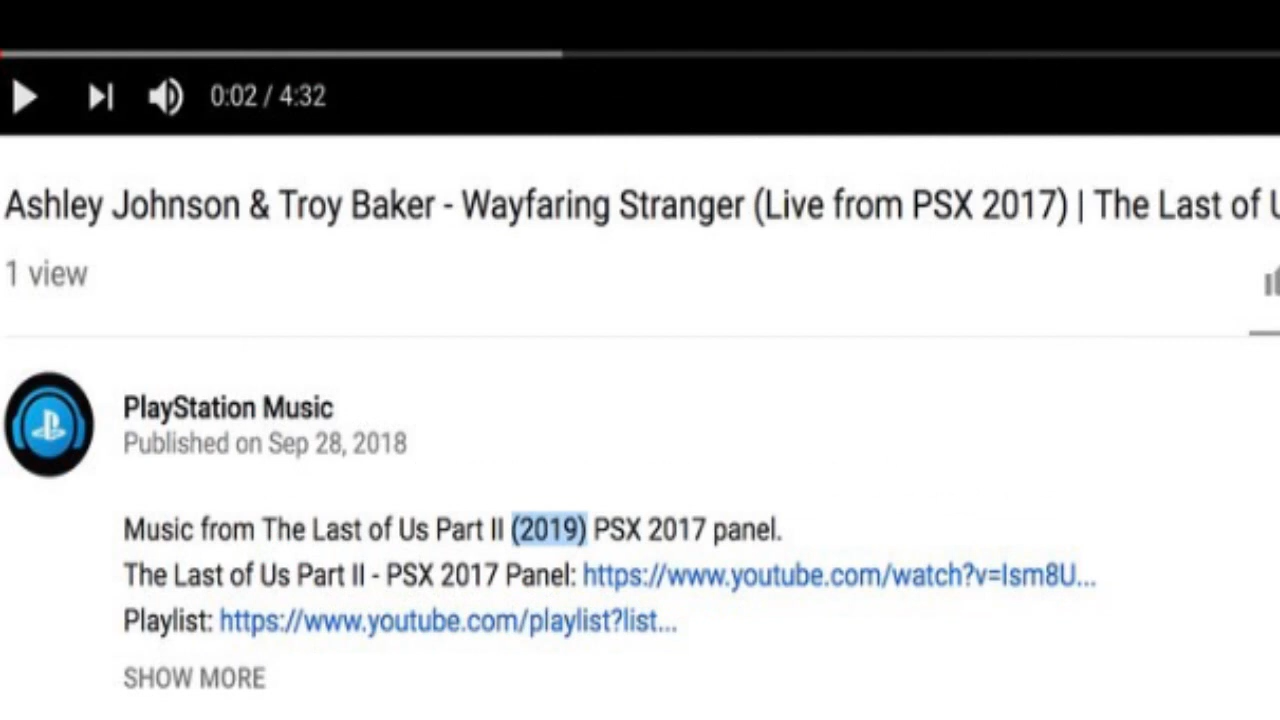 0:02 / 4:32
Ashley Johnson & Troy Baker - Wayfaring Stranger (Live from PSX 2017) | The Last of
1 view
PlayStation Music
Published on Sep 28, 2018
Music from The Last of Us Part II (2019) PSX 2017 panel.
The Last of Us Part II - PSX 2017 Panel: https://www.youtube.com/watch?v=Ism8U...
Playlist: https://www.youtube.com/playlist?list...
SHOW MORE